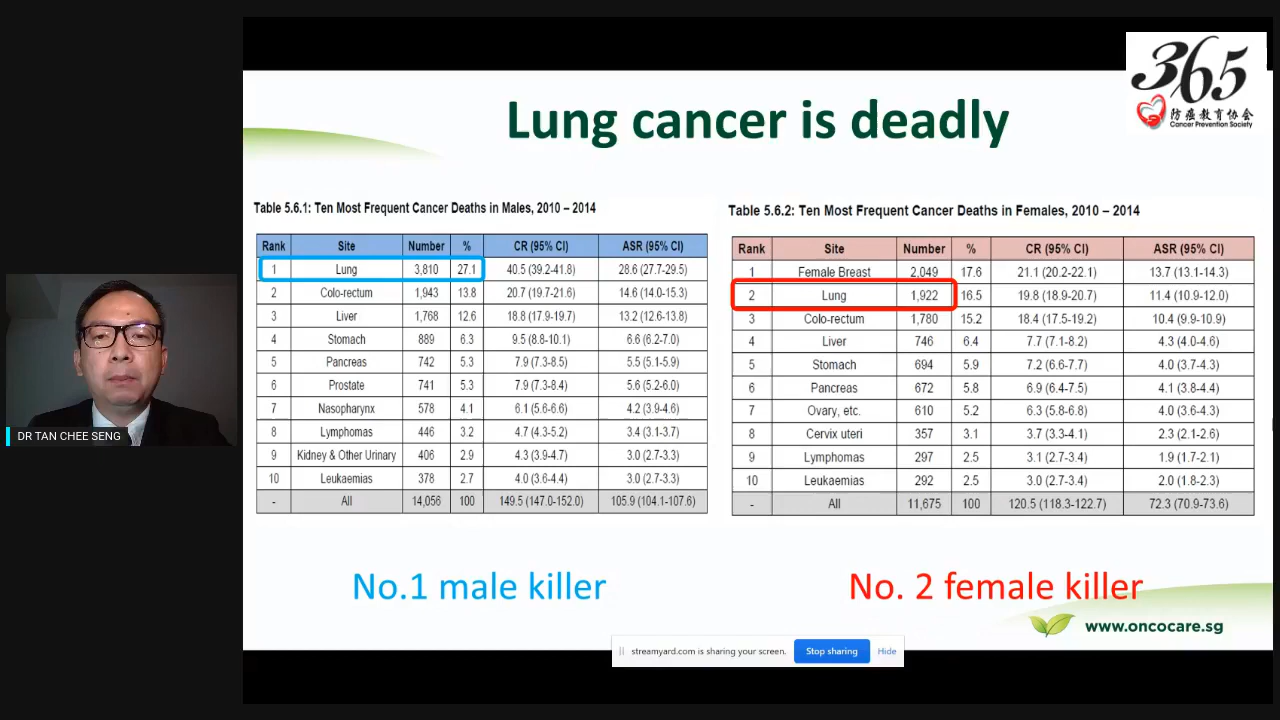 365
防癌教育协会
Cancer Prevention Society
Lung cancer is deadly
Table 5.6.1: Ten Most Frequent Cancer Deaths in Males, 2010 – 2014
Rank Site Number % CR (95% CI) ASR (95% CI)
1 Lung 3,810 27.1 40.5 (39.2-41.8) 28.6 (27.7-29.5)
2 Colo-rectum 1,943 13.8 20.7 (19.7-21.6) 14.6 (14.0-15.3)
3 Liver 1,768 12.6 18.8 (17.9-19.7) 13.2 (12.6-13.8)
4 Stomach 889 6.3 9.5 (8.8-10.1) 6.6 (6.2-7.0)
5 Pancreas 742 5.3 7.9 (7.3-8.5) 5.5 (5.1-5.9)
6 Prostate 741 5.3 7.9 (7.3-8.4) 5.6 (5.2-6.0)
7 Nasopharynx 578 4.1 6.1 (5.6-6.6) 4.2 (3.9-4.6)
8 Lymphomas 446 3.2 4.7 (4.3-5.2) 3.4 (3.1-3.7)
9 Kidney & Other Urinary 406 2.9 4.3 (3.9-4.7) 3.0 (2.7-3.3)
10 Leukaemias 378 2.7 4.0 (3.6-4.4) 3.0 (2.7-3.3)
- All 14,056 100 149.5 (147.0-152.0) 105.9 (104.1-107.6)
Table 5.6.2: Ten Most Frequent Cancer Deaths in Females, 2010 – 2014
Rank Site Number % CR (95% CI) ASR (95% CI)
1 Female Breast 2,049 17.6 21.1 (20.2-22.1) 13.7 (13.1-14.3)
2 Lung 1,922 16.5 19.8 (18.9-20.7) 11.4 (10.9-12.0)
3 Colo-rectum 1,780 15.2 18.4 (17.5-19.2) 10.4 (9.9-10.9)
4 Liver 746 6.4 7.7 (7.1-8.2) 4.3 (4.0-4.6)
5 Stomach 694 5.9 7.2 (6.6-7.7) 4.0 (3.7-4.3)
6 Pancreas 672 5.8 6.9 (6.4-7.5) 4.1 (3.8-4.4)
7 Ovary, etc. 610 5.2 6.3 (5.8-6.8) 4.0 (3.6-4.3)
8 Cervix uteri 357 3.1 3.7 (3.3-4.1) 2.3 (2.1-2.6)
9 Lymphomas 297 2.5 3.1 (2.7-3.4) 1.9 (1.7-2.1)
10 Leukaemias 292 2.5 3.0 (2.7-3.4) 2.0 (1.8-2.3)
- All 11,675 100 120.5 (118.3-122.7) 72.3 (70.9-73.6)
DR TAN CHEE SENG
No.1 male killer
No. 2 female killer
www.oncocare.sg
streamyard.com is sharing your screen.
Stop sharing
Hide